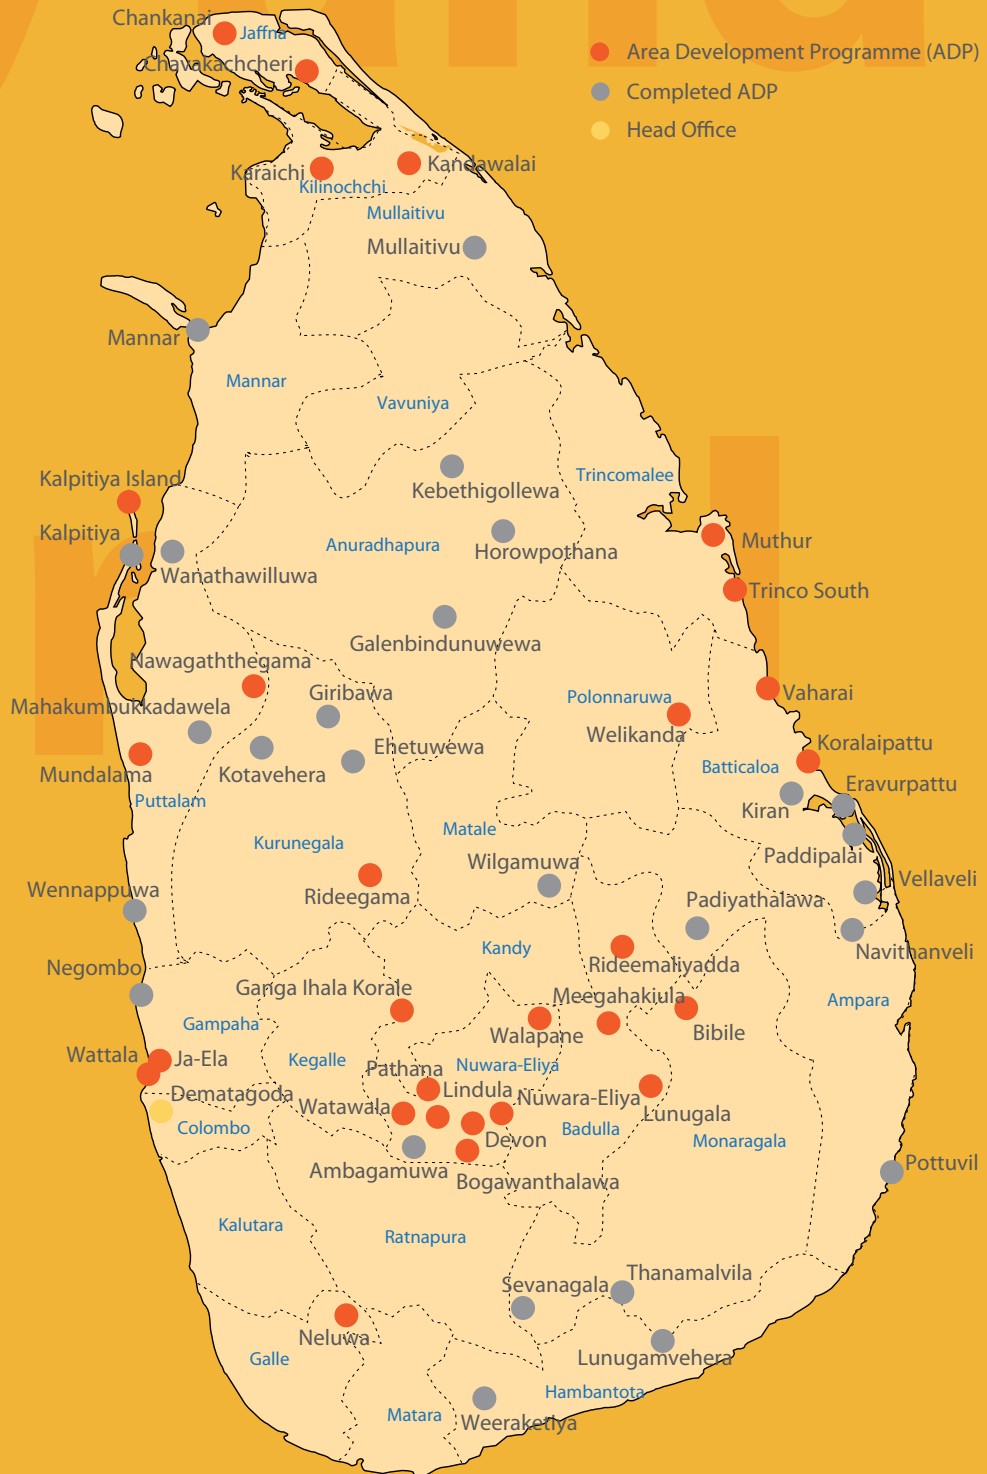 Chankanai
Jaffna
Area Development Programme (ADP)
Chavakachcheri
Completed ADP
Head Office
Karaichi
Kandawalai
Kilinochchi
Mullaitivu
Mullaitivu
Mannar
Mannar
Vavuniya
Kalpitiya Island
Trincomalee
Kebethigollewa
Kalpitiya
Anuradhapura
Horowpothana
Muthur
Wanathawilluwa
Trinco South
Galenbindunuwewa
Nawagaththegama
Giribawa
Polonnaruwa
Vaharai
Mahakumbukkadawela
Welikanda
Koralaipattu
Ehetuwewa
Mundalama
Kotavehera
Batticaloa
Eravurpattu
Puttalam
Kiran
Matale
Kurunegala
Wilgamuwa
Paddipalai
Vellaveli
Wennappuwa
Rideegama
Padiyathalawa
Kandy
Navithanveli
Negombo
Rideemaliyadda
Ganga Ihala Korale
Meegahakiula
Ampara
Gampaha
Walapane
Bibile
Wattala
Ja-Ela
Kegalle
Pathana
Nuwara-Eliya
Dematagoda
Lindula
Nuwara-Eliya
Watawala
Lunugala
Colombo
Devon
Badulla
Monaragala
Ambagamuwa
Bogawanthalawa
Pottuvil
Kalutara
Ratnapura
Sevanagala
Thanamalvila
Neluwa
Galle
Lunugamvehera
Hambantota
Matara
Weeraketiya